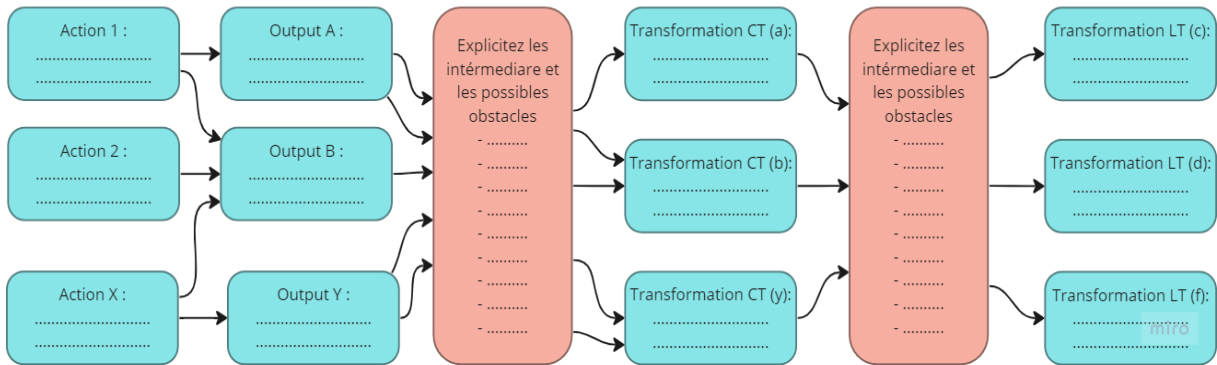 Action 1 :
................................
................................
Output A :
................................
................................
Explicitez les
intérmediare et
les possibles
obstacles
- ...........
- ...........
- ...........
- ...........
- ...........
- ...........
- ...........
- ...........
- ...........
Transformation CT (a):
................................
................................
Explicitez les
intérmediare et
les possibles
obstacles
- ...........
- ...........
- ...........
- ...........
- ...........
- ...........
- ...........
- ...........
- ...........
Transformation LT (c):
................................
................................
Action 2 :
................................
................................
Output B :
................................
................................
Transformation CT (b):
................................
................................
Transformation LT (d):
................................
................................
Action X :
................................
................................
Output Y :
................................
................................
Transformation CT (y):
................................
................................
Transformation LT (f):
................................
................................
miro